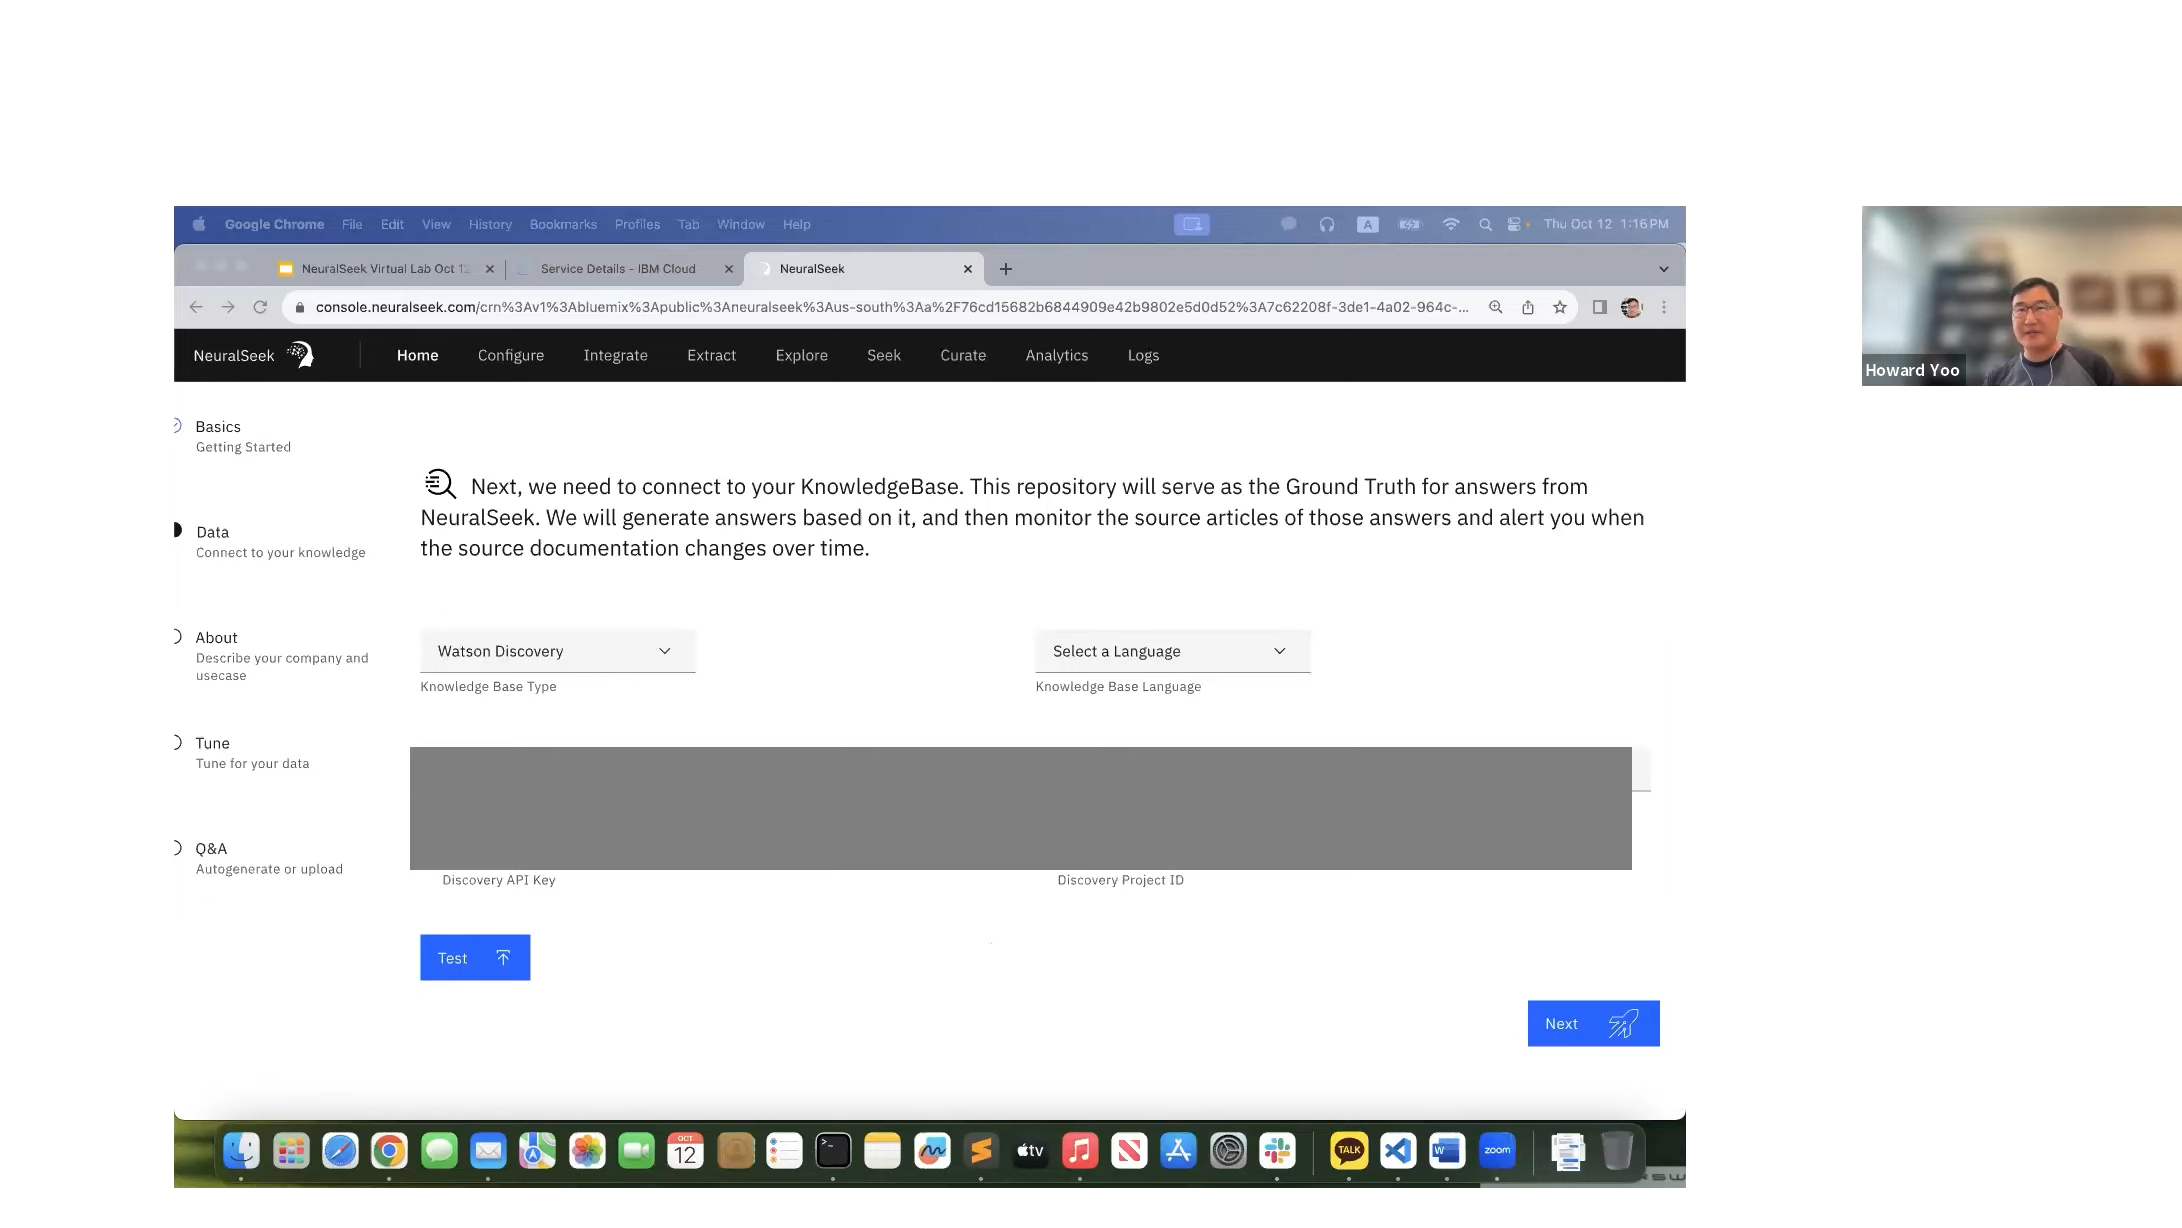 Google Chrome File Edit View History Bookmarks Profiles Tab Window Help A Thu Oct 12 1:16 PM
NeuralSeek Virtual Lab Oct 12 Service Details - IBM Cloud NeuralSeek
console.neuralseek.com/crn%3Av1%3Abluemix%3Apublic%3Aneuralseek%3Aus-south%3Aa%2F76cd15682b6844909e42b9802e5d0d52%3A7c62208f-3de1-4a02-964c-...
NeuralSeek Home Configure Integrate Extract Explore Seek Curate Analytics Logs
Howard Yoo
Basics
Getting Started
Data
Connect to your knowledge
About
Describe your company and
usecase
Tune
Tune for your data
Q&A
Autogenerate or upload
Next, we need to connect to your KnowledgeBase. This repository will serve as the Ground Truth for answers from
NeuralSeek. We will generate answers based on it, and then monitor the source articles of those answers and alert you when
the source documentation changes over time.
Watson Discovery Select a Language
Knowledge Base Type Knowledge Base Language
Discovery API Key Discovery Project ID
Test
Next
OCT
12
tv
TALK
W
zoom